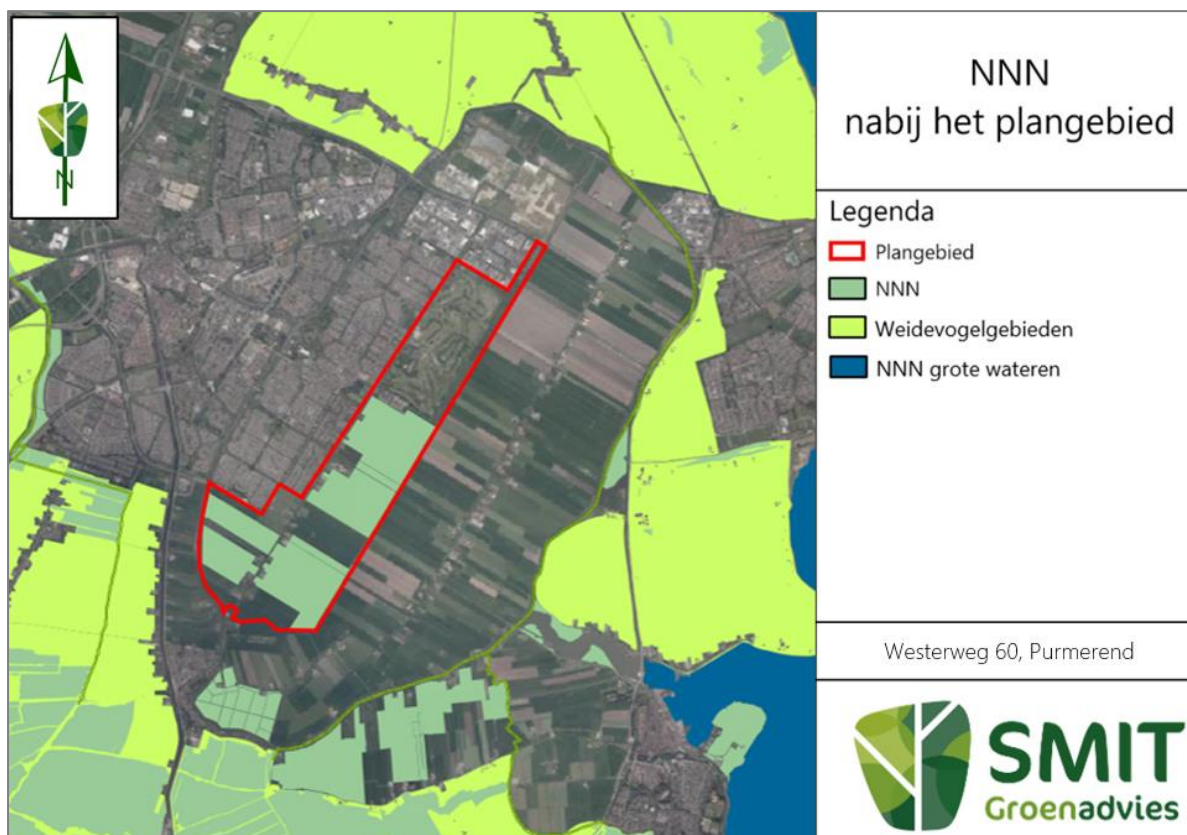 N
NNN
nabij het plangebied
Legenda
Plangebied
NNN
Weidevogelgebieden
NNN grote wateren
Westerweg 60, Purmerend
SMIT
Groenadvies